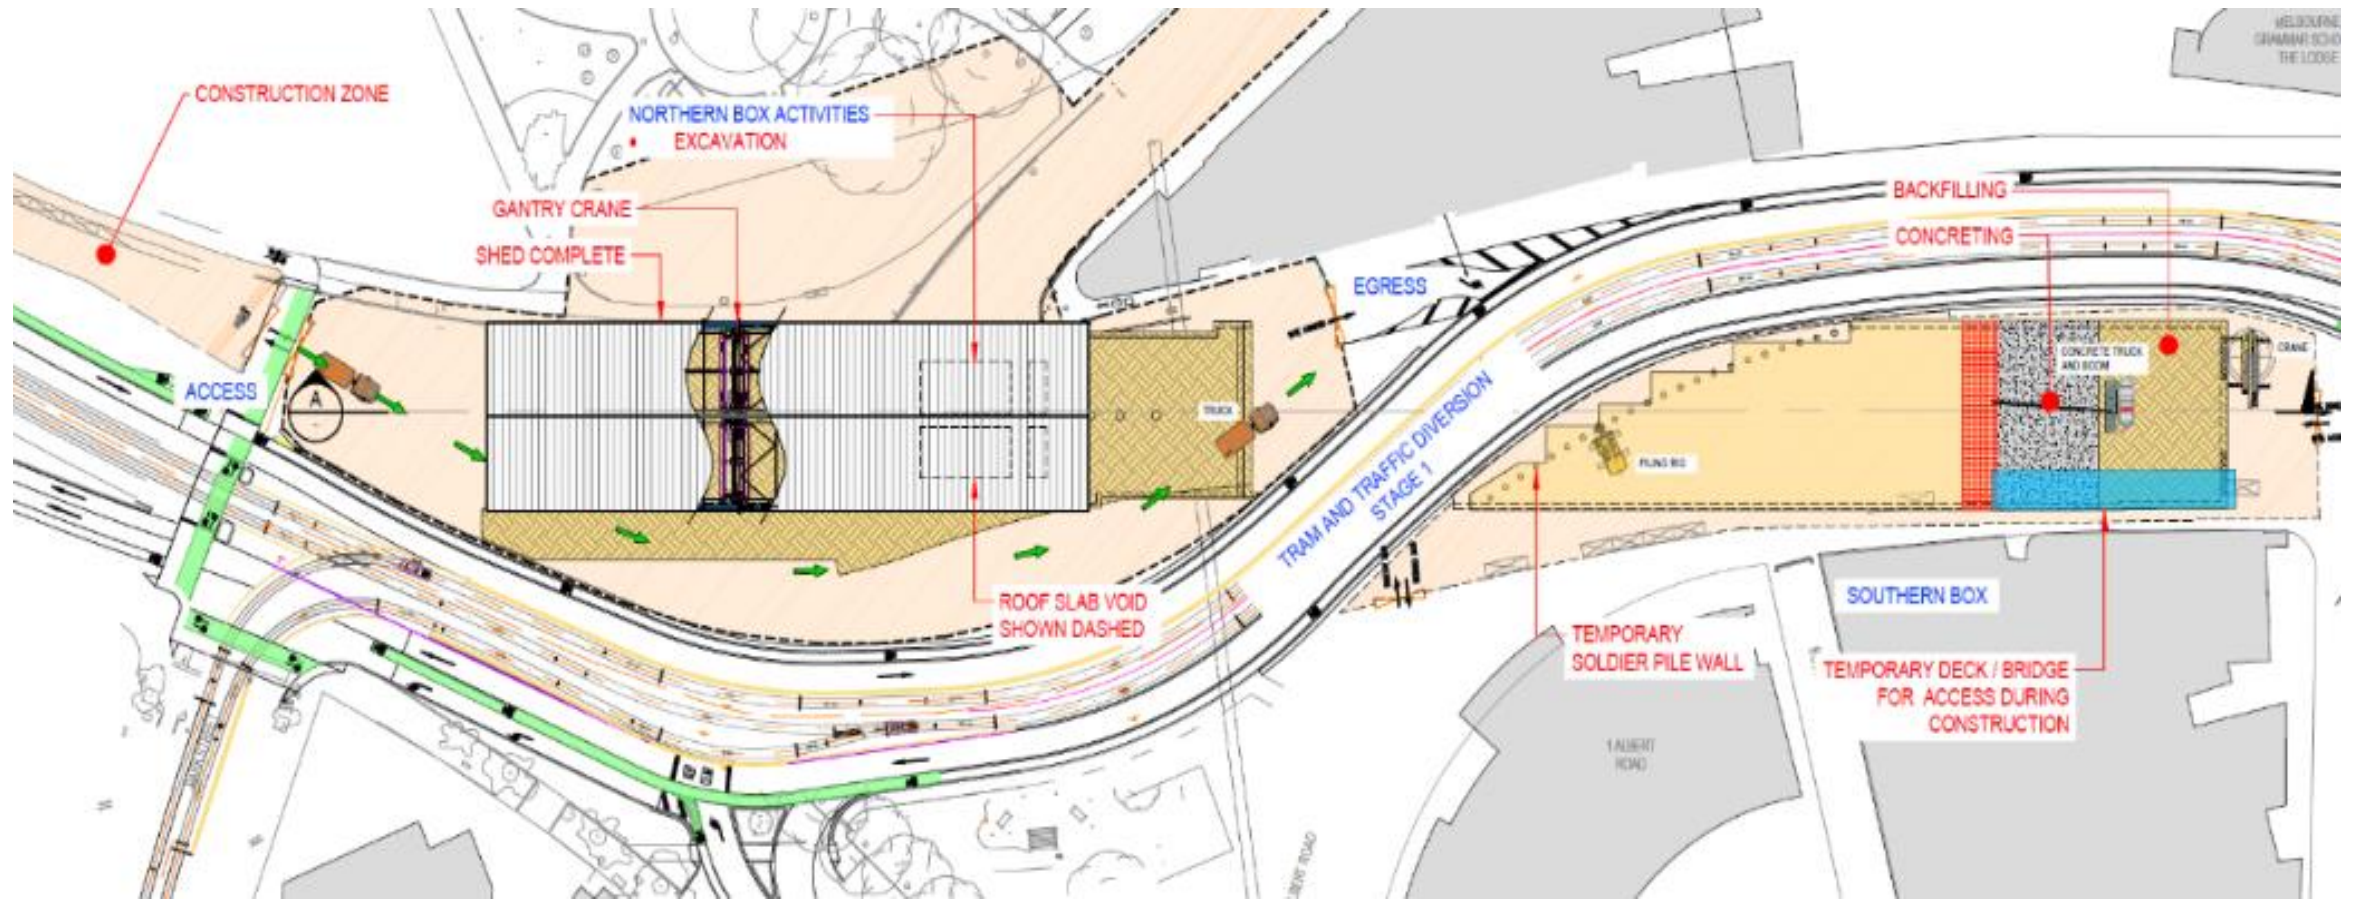 MELBOURNE
GRAMMAR SCHO
THE LODGE
CONSTRUCTION ZONE
NORTHERN BOX ACTIVITIES
• EXCAVATION
GANTRY CRANE
SHED COMPLETE
BACKFILLING
CONCRETING
EGRESS
ACCESS
A
TRUCK
CONCRETE TRUCK
AND BOOM
CRANE
PILING RIG
TRAM AND TRAFFIC DIVERSION
STAGE 1
ROOF SLAB VOID
SHOWN DASHED
SOUTHERN BOX
TEMPORARY
SOLDIER PILE WALL
TEMPORARY DECK / BRIDGE
FOR ACCESS DURING
CONSTRUCTION
1 ALBERT
ROAD
ROAD